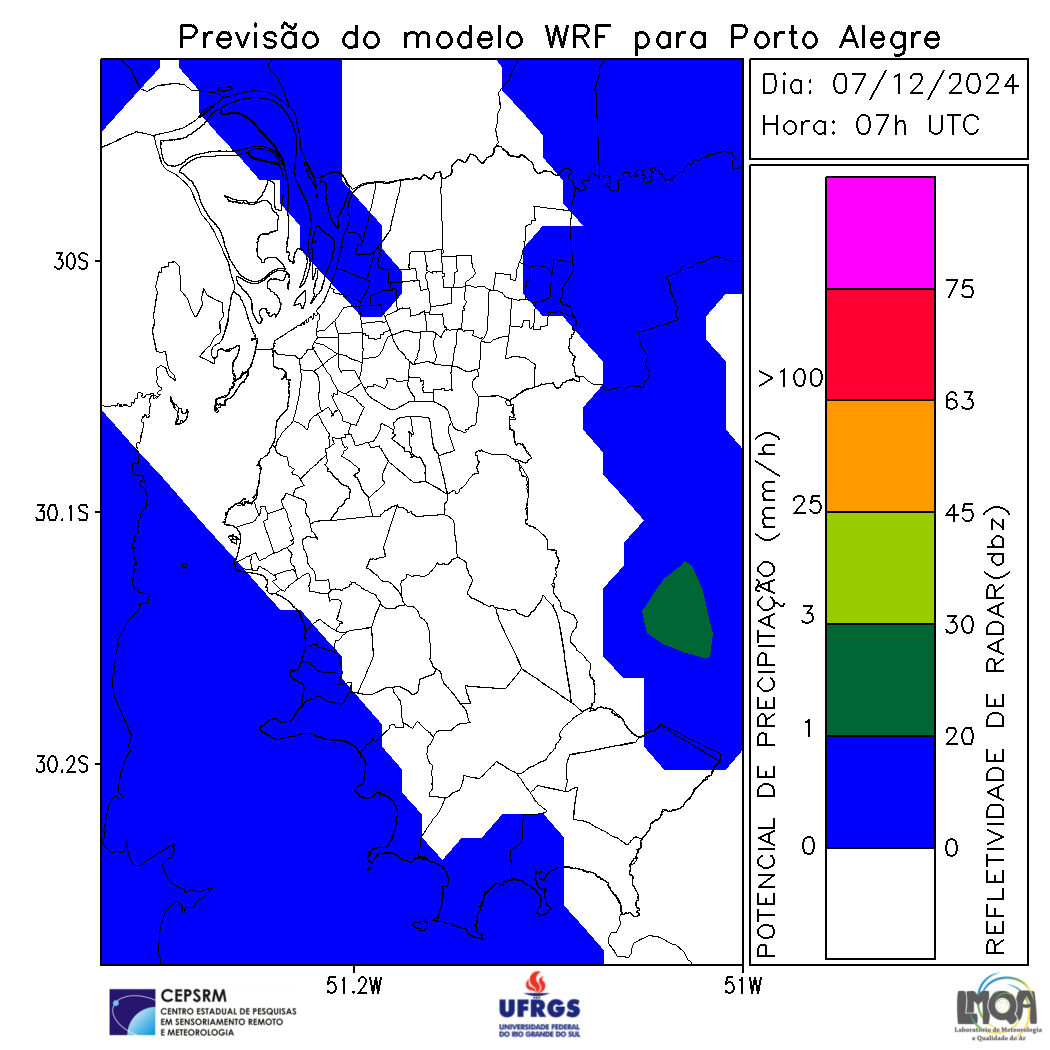 Previsão do modelo WRF para Porto Alegre
Dia: 07/12/2024
Hora: 07h UTC
30S
30.1S
30.2S
51.2W
51W
POTENCIAL DE PRECIPITAÇÃO (mm/h)
>100
25
3
1
0
75
63
45
30
20
0
REFLETIVIDADE DE RADAR(dbz)
CEPSRM
CENTRO ESTADUAL DE PESQUISAS
EM SENSORIAMENTO REMOTO
E METEOROLOGIA
UFRGS
UNIVERSIDADE FEDERAL
DO RIO GRANDE DO SUL
LMQA
Laboratório de Meteorologia
e Qualidade do Ar